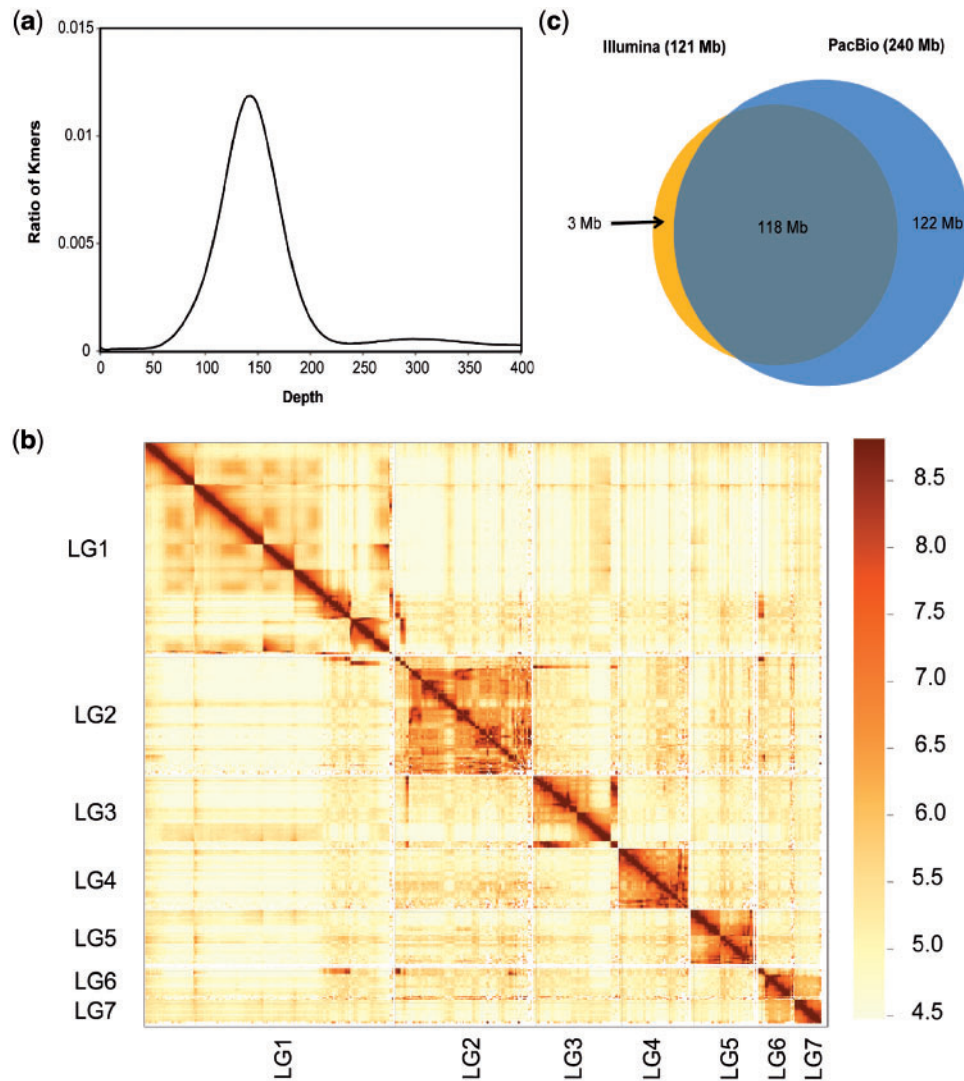 (a)
0.015
0.01
0.005
0
Ratio of Kmers
0 50 100 150 200 250 300 350 400
Depth
(c)
Illumina (121 Mb) PacBio (240 Mb)
3 Mb
118 Mb
122 Mb
(b)
LG1
LG2
LG3
LG4
LG5
LG6
LG7
LG1 LG2 LG3 LG4 LG5 LG6 LG7
8.5
8.0
7.5
7.0
6.5
6.0
5.5
5.0
4.5